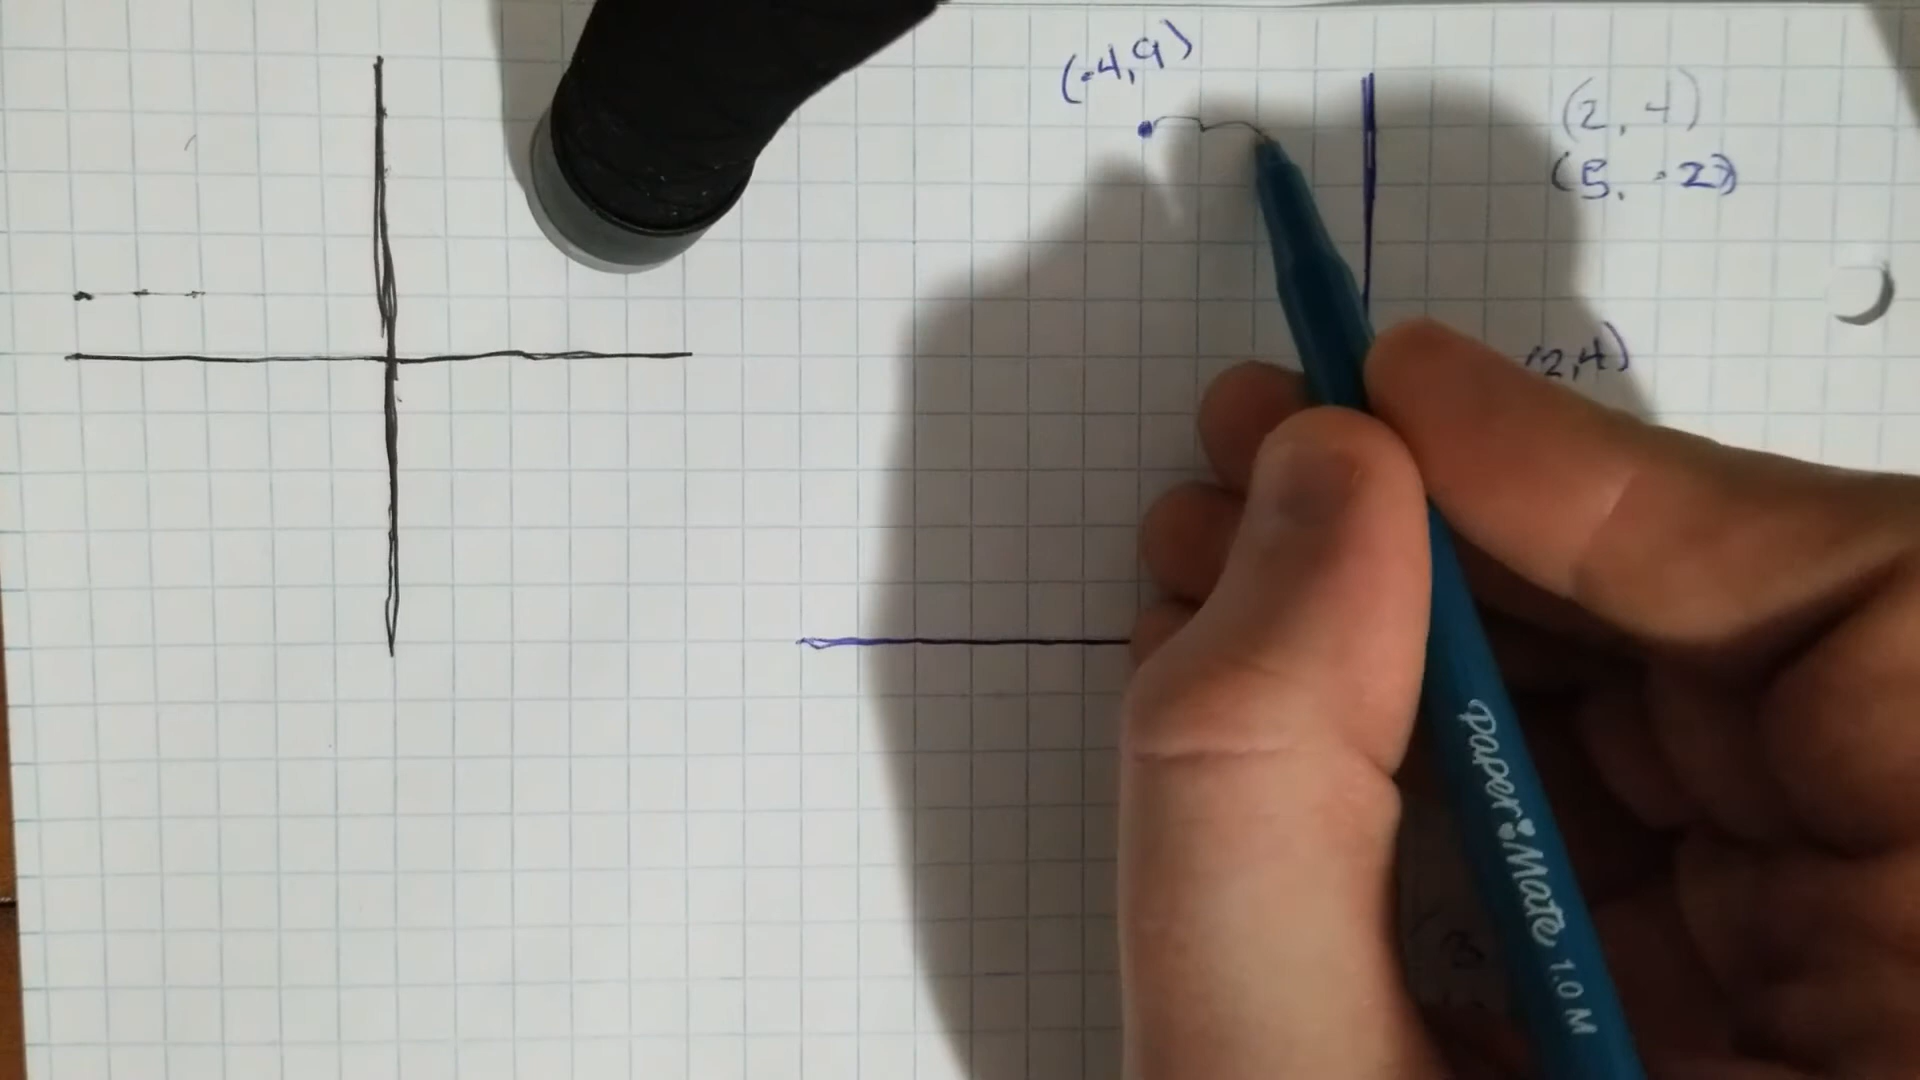 (-4,9)
(2, 4)
(5, -2)
2,4)
Paper Mate 1.0 M